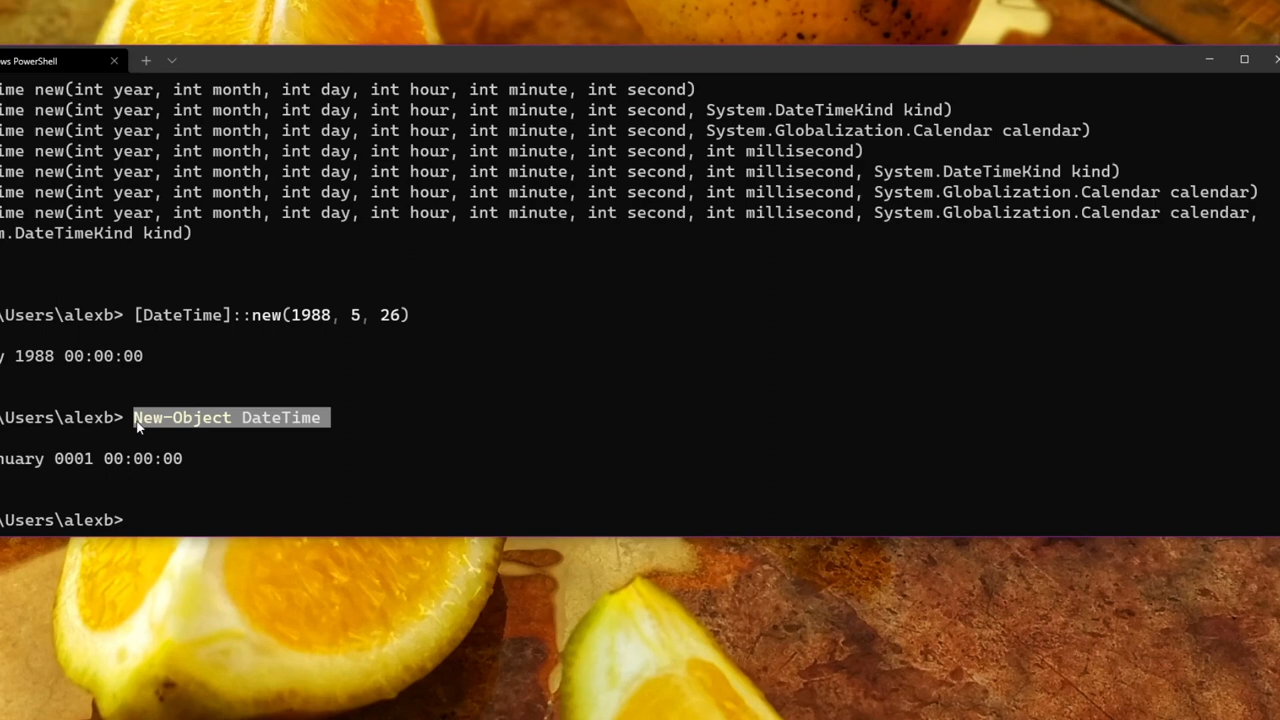 ws PowerShell
ime new(int year, int month, int day, int hour, int minute, int second)
ime new(int year, int month, int day, int hour, int minute, int second, System.DateTimeKind kind)
ime new(int year, int month, int day, int hour, int minute, int second, System.Globalization.Calendar calendar)
ime new(int year, int month, int day, int hour, int minute, int second, int millisecond)
ime new(int year, int month, int day, int hour, int minute, int second, int millisecond, System.DateTimeKind kind)
ime new(int year, int month, int day, int hour, int minute, int second, int millisecond, System.Globalization.Calendar calendar)
ime new(int year, int month, int day, int hour, int minute, int second, int millisecond, System.Globalization.Calendar calendar,
m.DateTimeKind kind)
\Users\alexb> [DateTime]::new(1988, 5, 26)
y 1988 00:00:00
\Users\alexb> New-Object DateTime
nuary 0001 00:00:00
\Users\alexb>